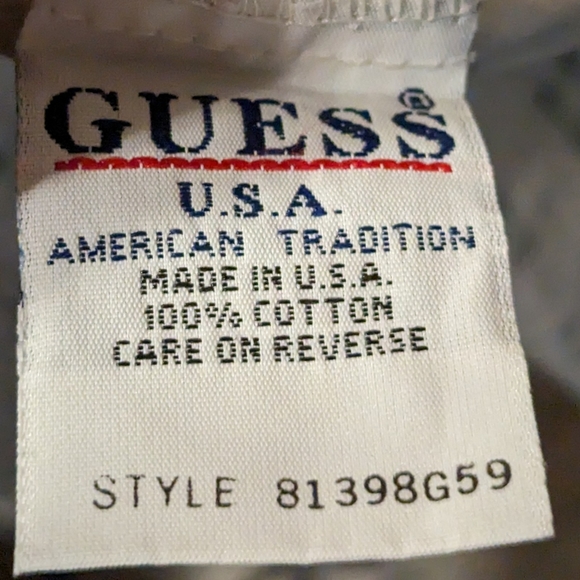 GUESS®
U.S.A.
AMERICAN TRADITION
MADE IN U.S.A.
100% COTTON
CARE ON REVERSE
STYLE 81398G59